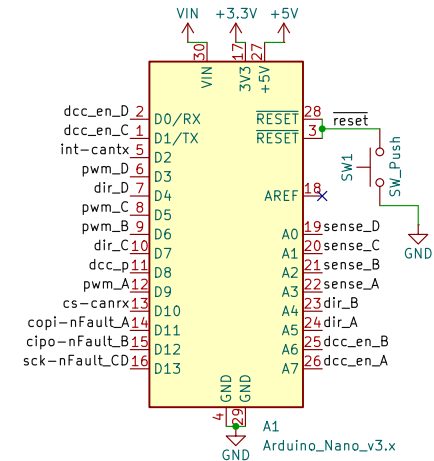 VIN +3.3V +5V
30 17 27
VIN 3V3 +5V
dcc_en_D 2 D0/RX RESET 28 reset
dcc_en_C 1 D1/TX RESET 3
int-cantx 5 D2
pwm_D 6 D3
dir_D 7 D4 AREF 18
pwm_C 8 D5
pwm_B 9 D6 A0 19 sense_D
dir_C 10 D7 A1 20 sense_C
dcc_p 11 D8 A2 21 sense_B
pwm_A 12 D9 A3 22 sense_A
cs-canrx 13 D10 A4 23 dir_B
copi-nFault_A 14 D11 A5 24 dir_A
cipo-nFault_B 15 D12 A6 25 dcc_en_B
sck-nFault_CD 16 D13 A7 26 dcc_en_A
SW1 SW_Push
GND
GND GND
4 29
GND
A1
Arduino_Nano_v3.x